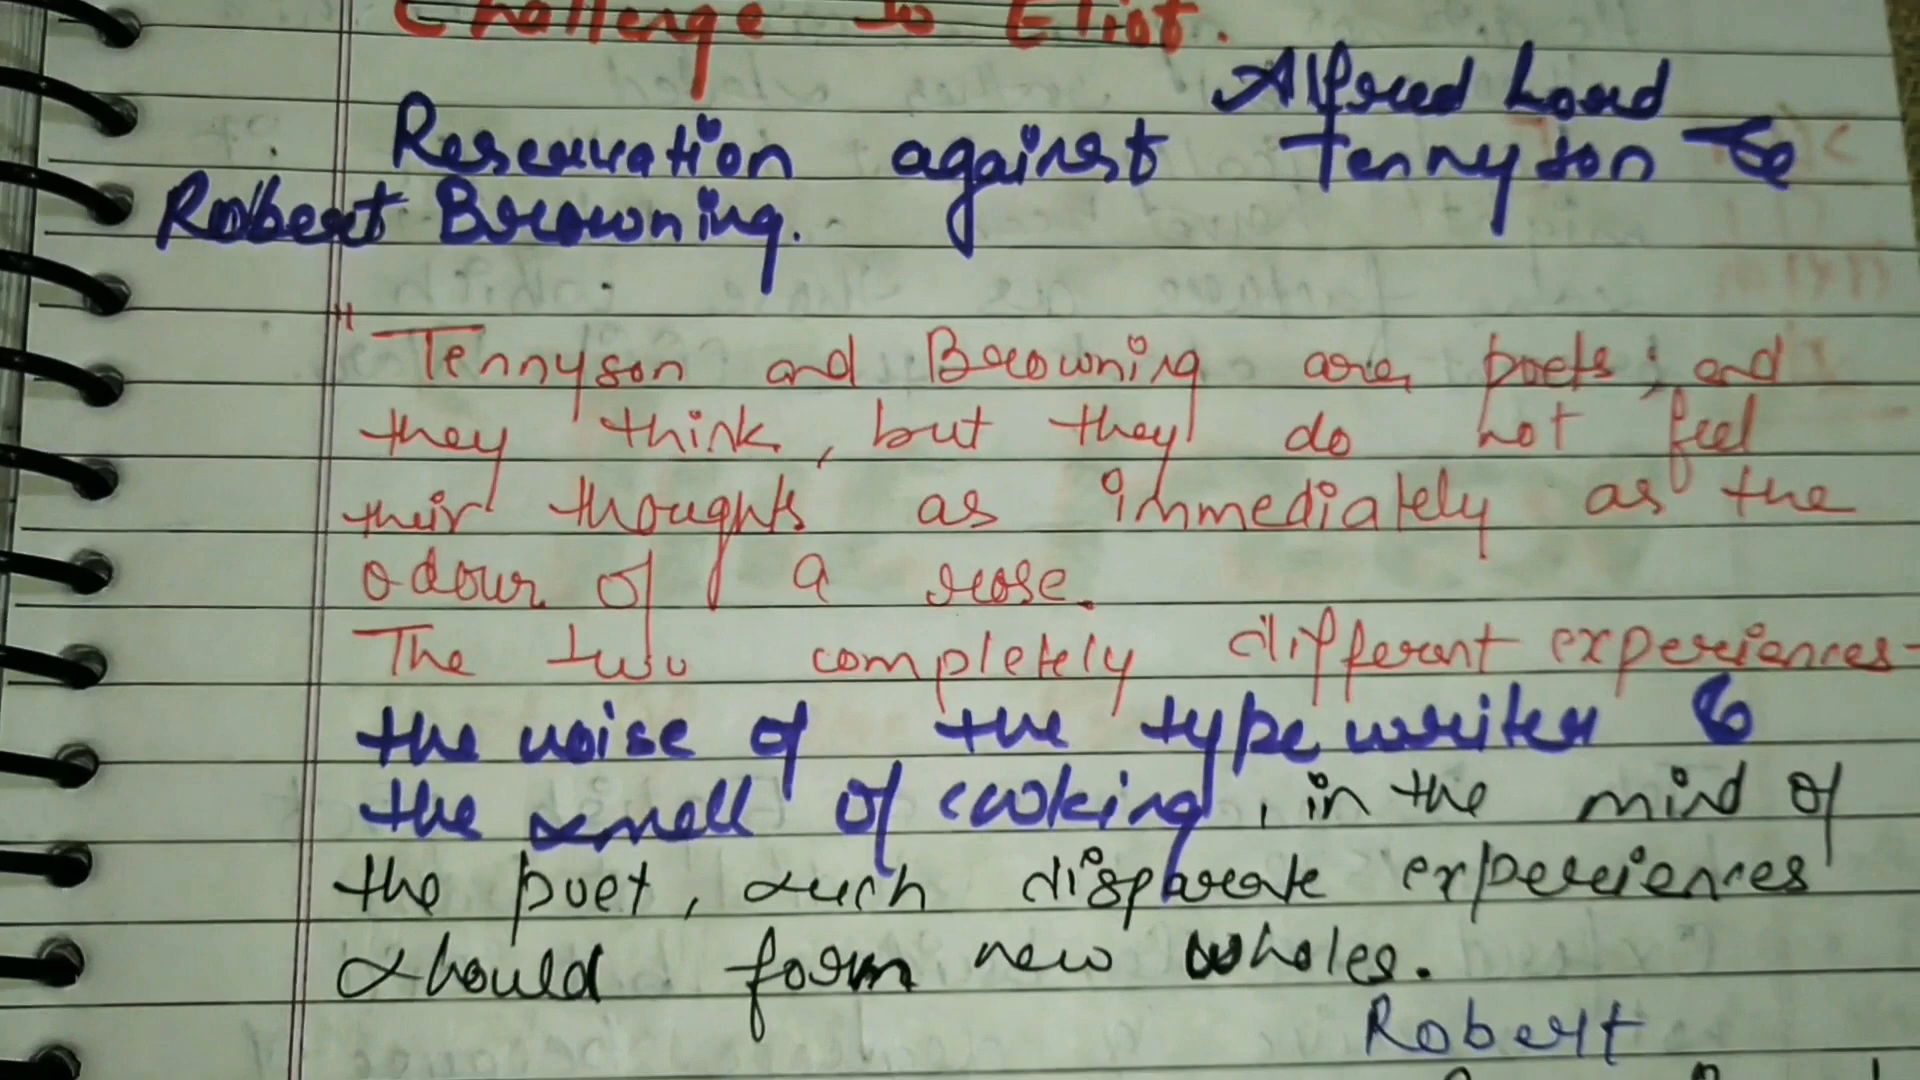 Challenge to Eliot.
Alfred Lord
Reservation against Tennyson &
Robert Browning.
"Tennyson and Browning are poets; and
they think, but they do not feel
their thoughts as immediately as the
odour of a rose.
The two completely different experiences-
the noise of the typewriter &
the smell of cooking, in the mind of
the poet, such disparate experiences
should form new wholes.
Robert